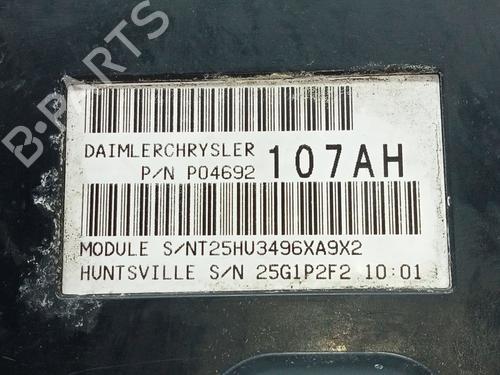 B-PARTS
DAIMLERCHRYSLER
P/N P04692 107AH
MODULE S/NT25HU3496XA9X2
HUNTSVILLE S/N 25G1P2F2 10:01